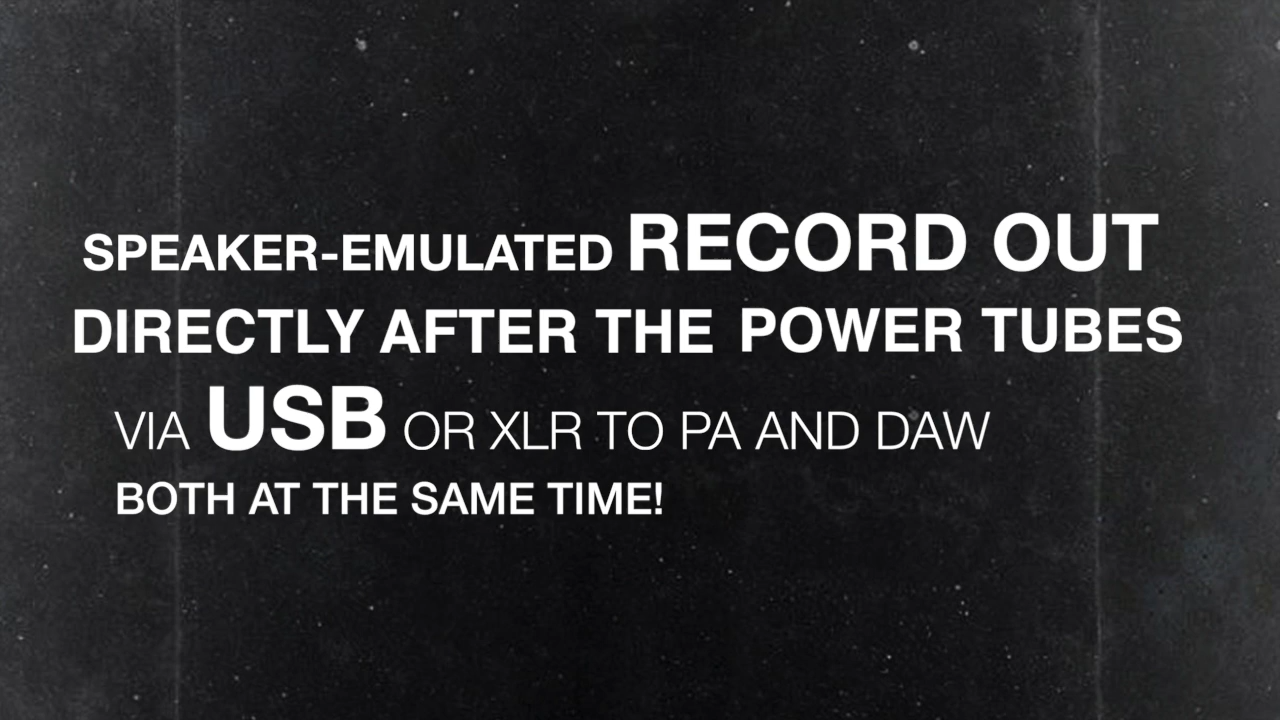 SPEAKER-EMULATED RECORD OUT
DIRECTLY AFTER THE POWER TUBES
VIA USB OR XLR TO PA AND DAW
BOTH AT THE SAME TIME!